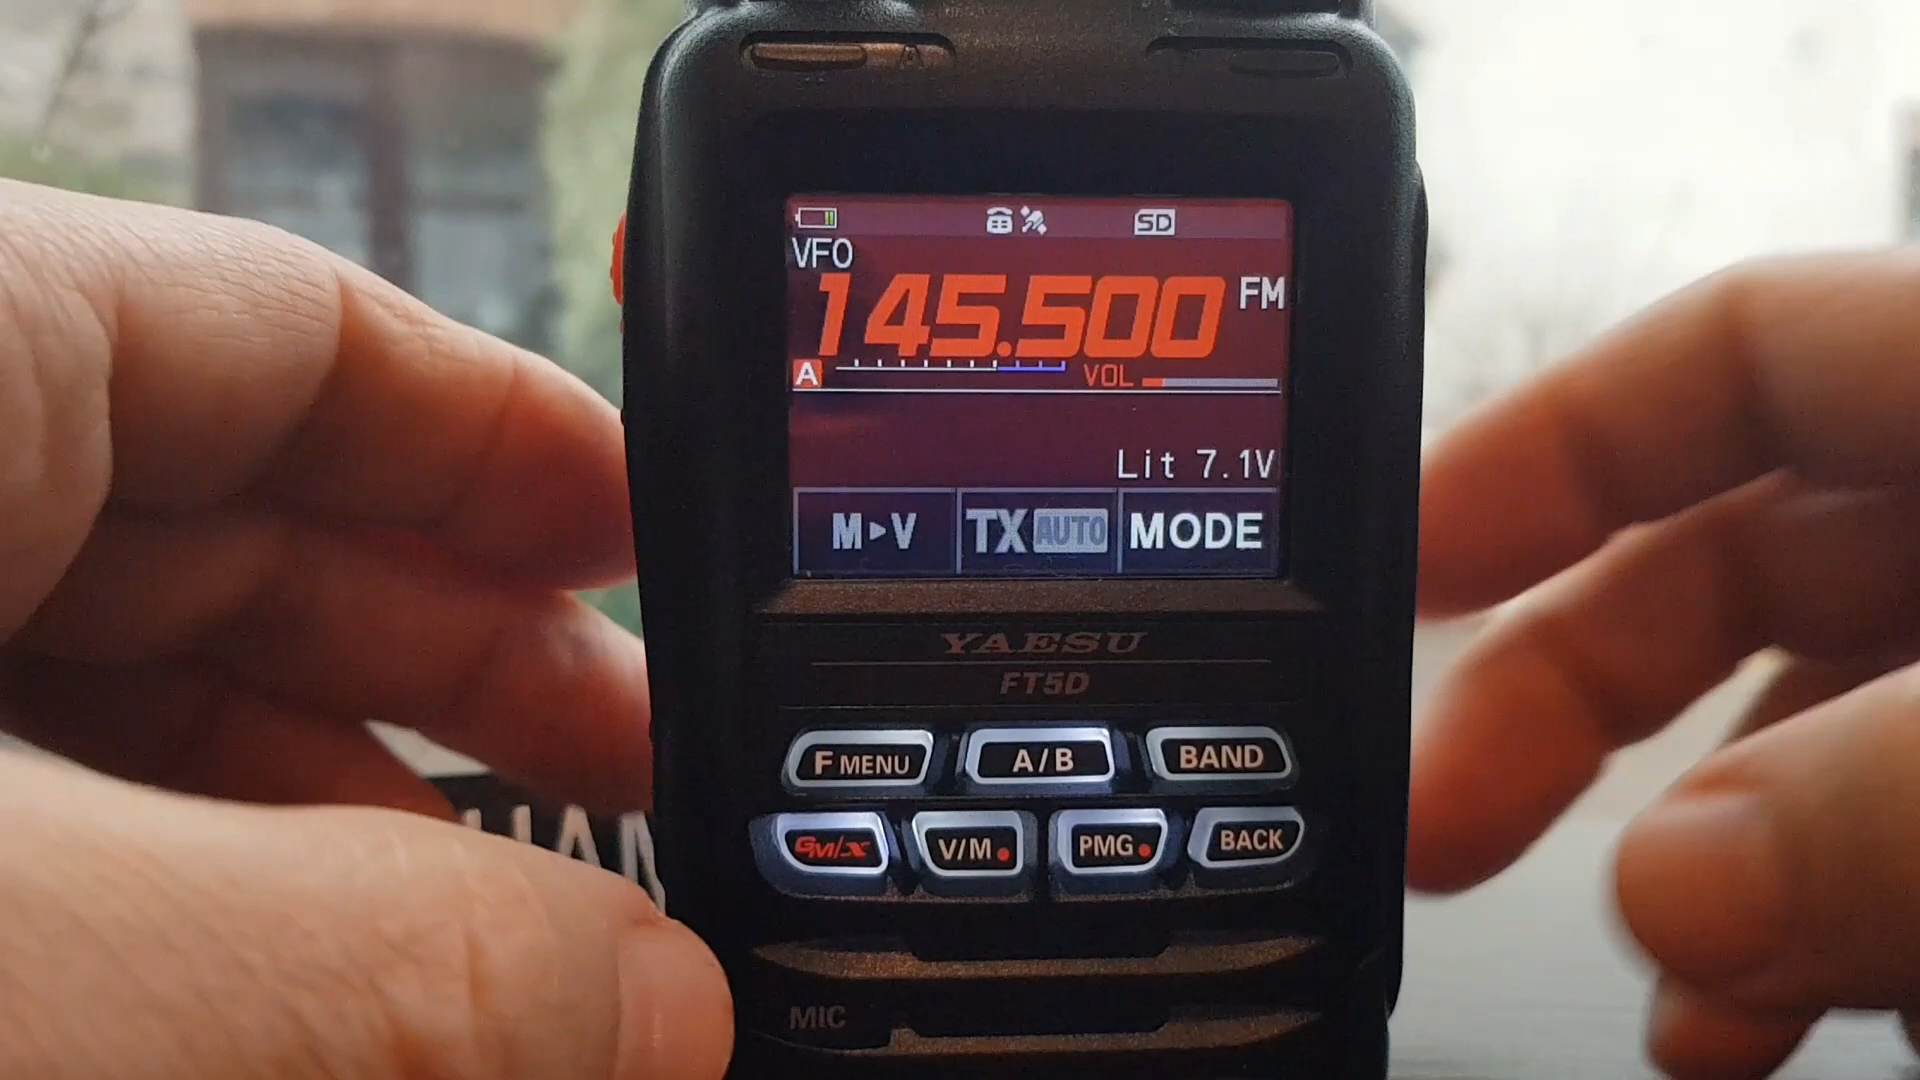 SD
VFO
145.500 FM
A VOL
Lit 7.1V
M▸V TX AUTO MODE
YAESU
FT5D
F MENU A/B BAND
GM/X V/M PMG BACK
MIC